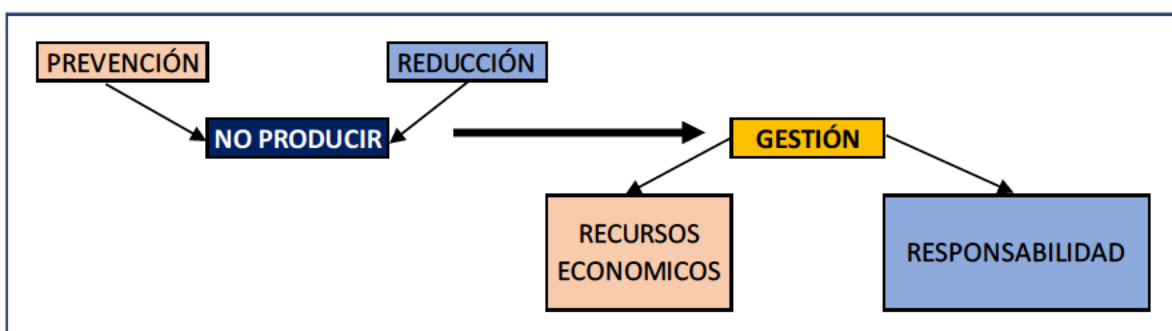 PREVENCIÓN
REDUCCIÓN
NO PRODUCIR
GESTIÓN
RECURSOS
ECONOMICOS
RESPONSABILIDAD